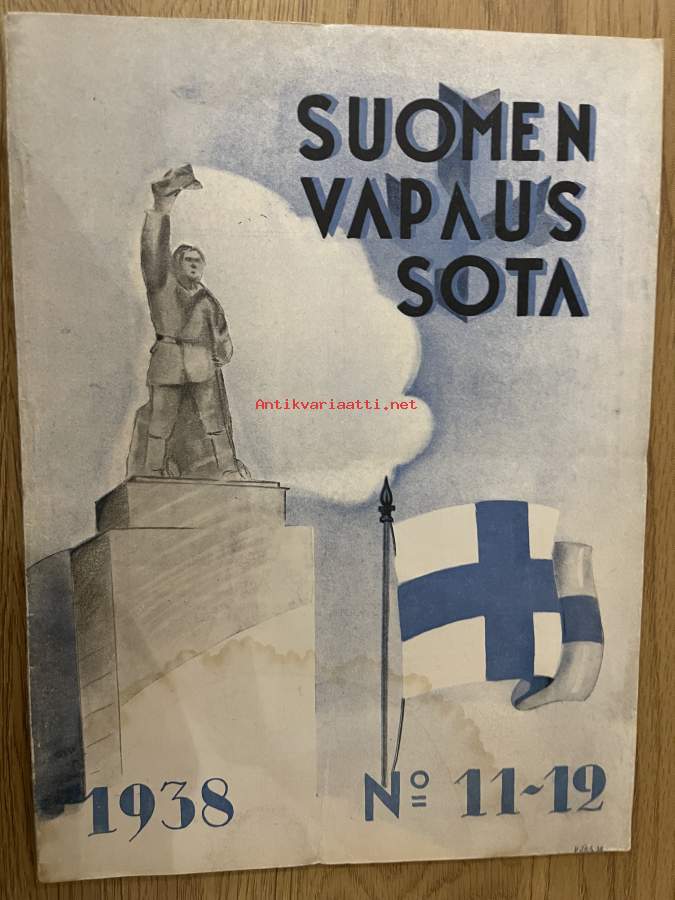 SUOMEN
VAPAUS
SOTA
Antikvariaatti.net
1938
No 11-12